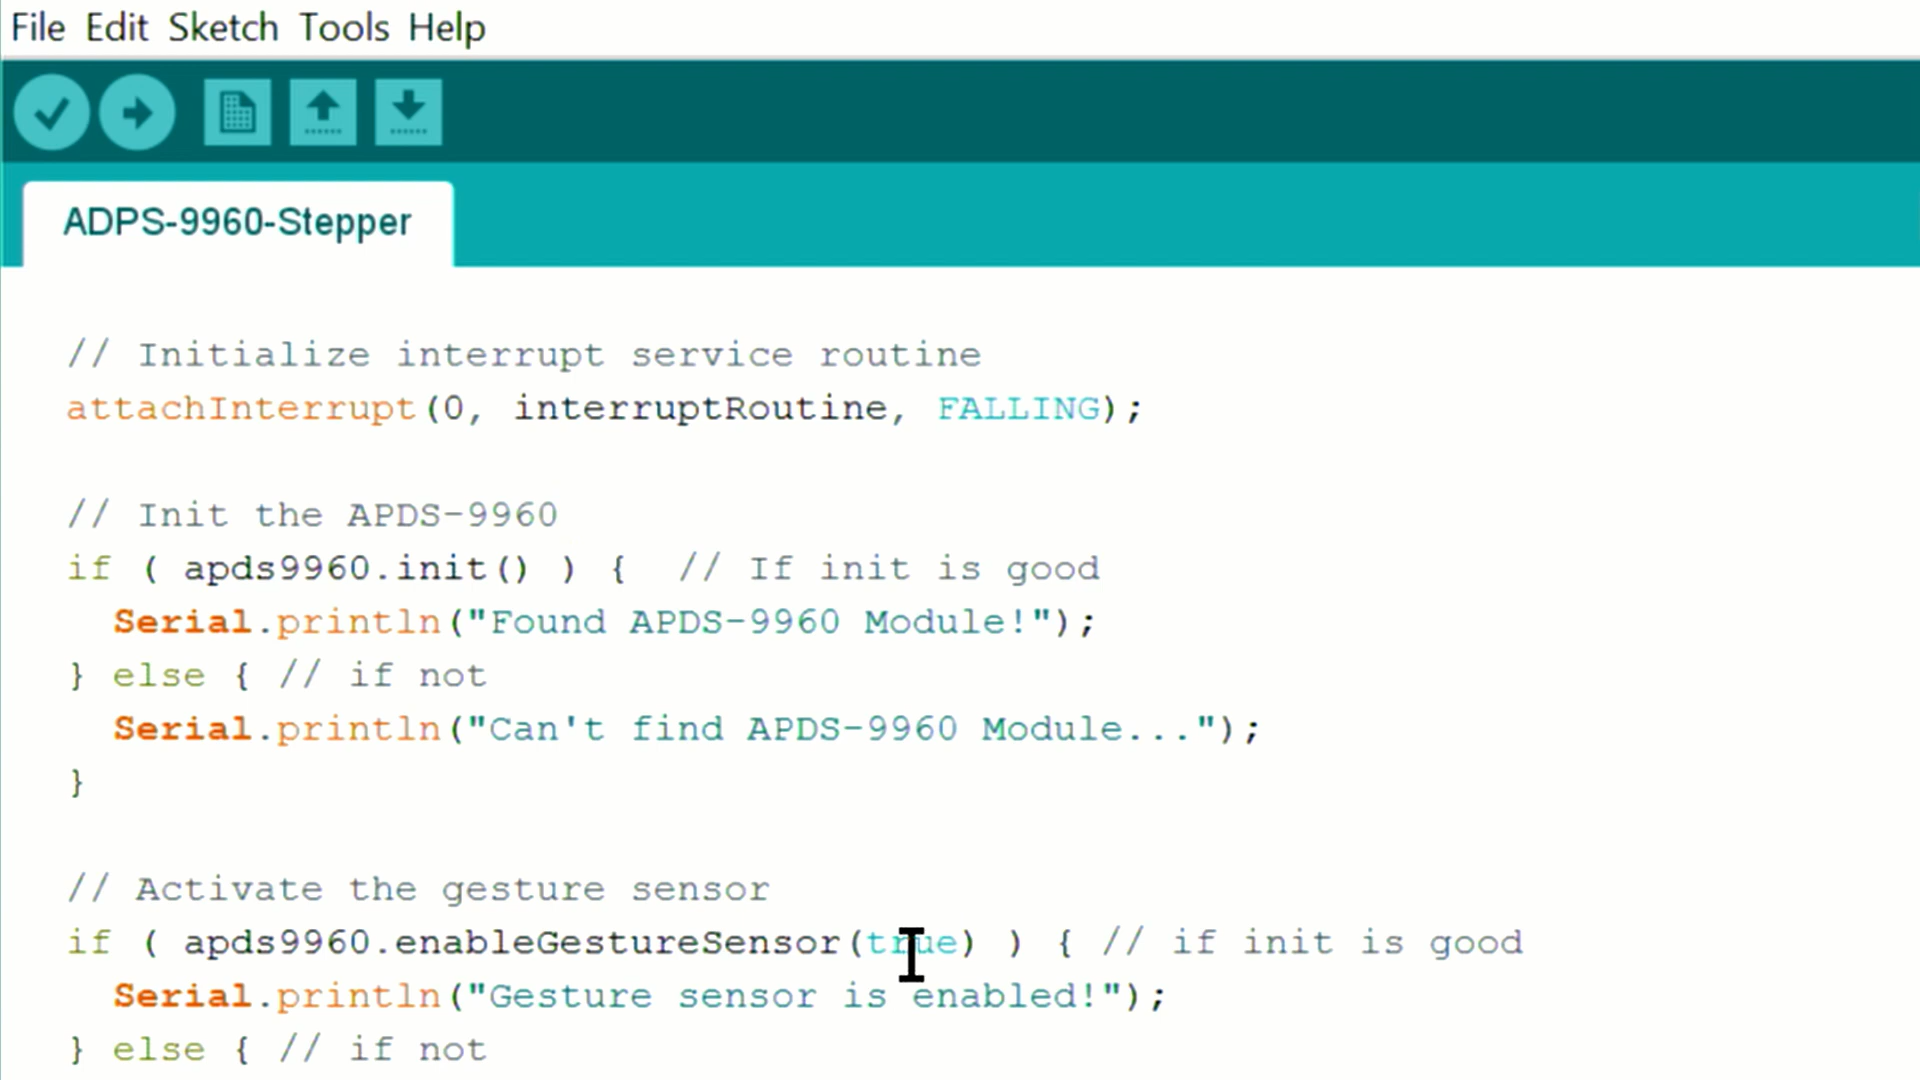 File Edit Sketch Tools Help
ADPS-9960-Stepper
// Initialize interrupt service routine
attachInterrupt(0, interruptRoutine, FALLING);
// Init the APDS-9960
if ( apds9960.init() ) {  // If init is good
  Serial.println("Found APDS-9960 Module!");
} else { // if not
  Serial.println("Can't find APDS-9960 Module...");
}
// Activate the gesture sensor
if ( apds9960.enableGestureSensor(true) ) { // if init is good
  Serial.println("Gesture sensor is enabled!");
} else { // if not